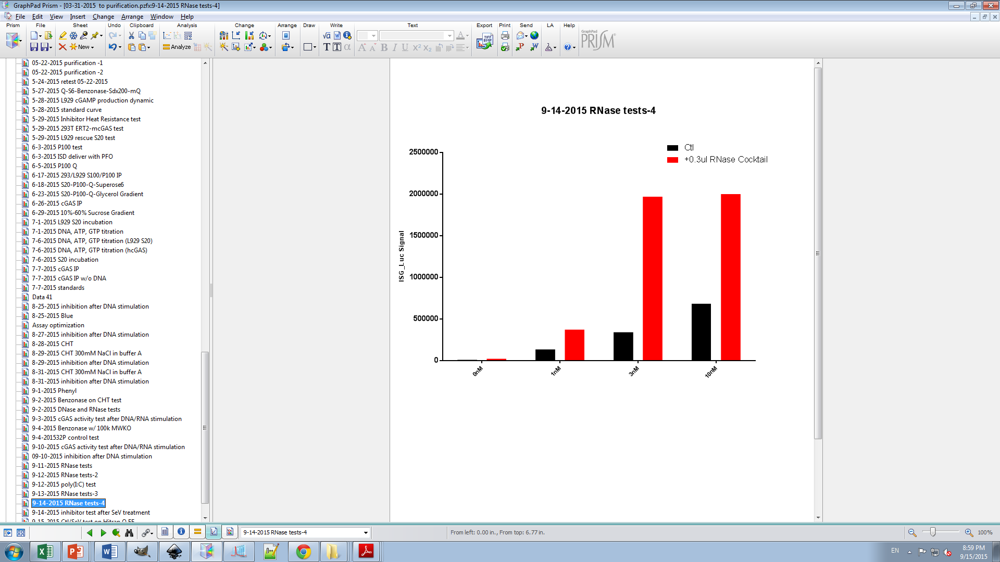 GraphPad Prism - [03-31-2015  to purification.pzfx:9-14-2015 RNase tests-4]
File Edit View Insert Change Arrange Window Help
Prism File Sheet Undo Clipboard Analysis Change Arrange Draw Write Text Export Print Send LA Help
New
Analyze
TIFF
BMP
GraphPad
PRISM
05-22-2015 purification -1
05-22-2015 purification -2
5-24-2015 retest 05-22-2015
5-27-2015 Q-S6-Benzonase-Sdx200-mQ
5-28-2015 L929 cGAMP production dynamic
5-28-2015 standard curve
5-29-2015 Inhibitor Heat Resistance test
5-29-2015 293T ERT2-mcGAS test
5-29-2015 L929 rescue S20 test
6-3-2015 P100 test
6-3-2015 ISD deliver with PFO
6-5-2015 P100 Q
6-17-2015 293/L929 S100/P100 IP
6-18-2015 S20-P100-Q-Superose6
6-23-2015 S20-P100-Q-Glycerol Gradient
6-26-2015 cGAS IP
6-29-2015 10%-60% Sucrose Gradient
7-1-2015 L929 S20 incubation
7-1-2015 DNA, ATP, GTP titration
7-6-2015 DNA, ATP, GTP titration (L929 S20)
7-6-2015 DNA, ATP, GTP titration (hcGAS)
7-6-2015 S20 incubation
7-7-2015 cGAS IP
7-7-2015 cGAS IP w/o DNA
7-7-2015 standards
Data 41
8-25-2015 inhibition after DNA stimulation
8-25-2015 Blue
Assay optimization
8-27-2015 inhibition after DNA stimulation
8-28-2015 CHT
8-29-2015 CHT 300mM NaCl in buffer A
8-29-2015 inhibition after DNA stimulation
8-31-2015 CHT 300mM NaCl in buffer A
8-31-2015 inhibition after DNA stimulation
9-1-2015 Phenyl
9-2-2015 Benzonase on CHT test
9-2-2015 DNase and RNase tests
9-3-2015 cGAS activity test after DNA/RNA stimulation
9-4-2015 Benzonase w/ 100k MWKO
9-4-201532P control test
9-10-2015 cGAS activity test after DNA/RNA stimulation
09-10-2015 inhibition after DNA stimulation
9-11-2015 RNase tests
9-12-2015 RNase tests-2
9-12-2015 poly(I:C) test
9-13-2015 RNase tests-3
9-14-2015 RNase tests-4
9-14-2015 inhibitor test after SeV treatment
9-15-2015 Ctl/SeV test on Hitrap Q FF
9-14-2015 RNase tests-4
Ctl
+0.3ul RNase Cocktail
ISG_Luc Signal
2500000
2000000
1500000
1000000
500000
0
0nM
1nM
3nM
10nM
9-14-2015 RNase tests-4
From left: 0.00 in., From top: 6.77 in.
100%
EN
8:59 PM
9/15/2015